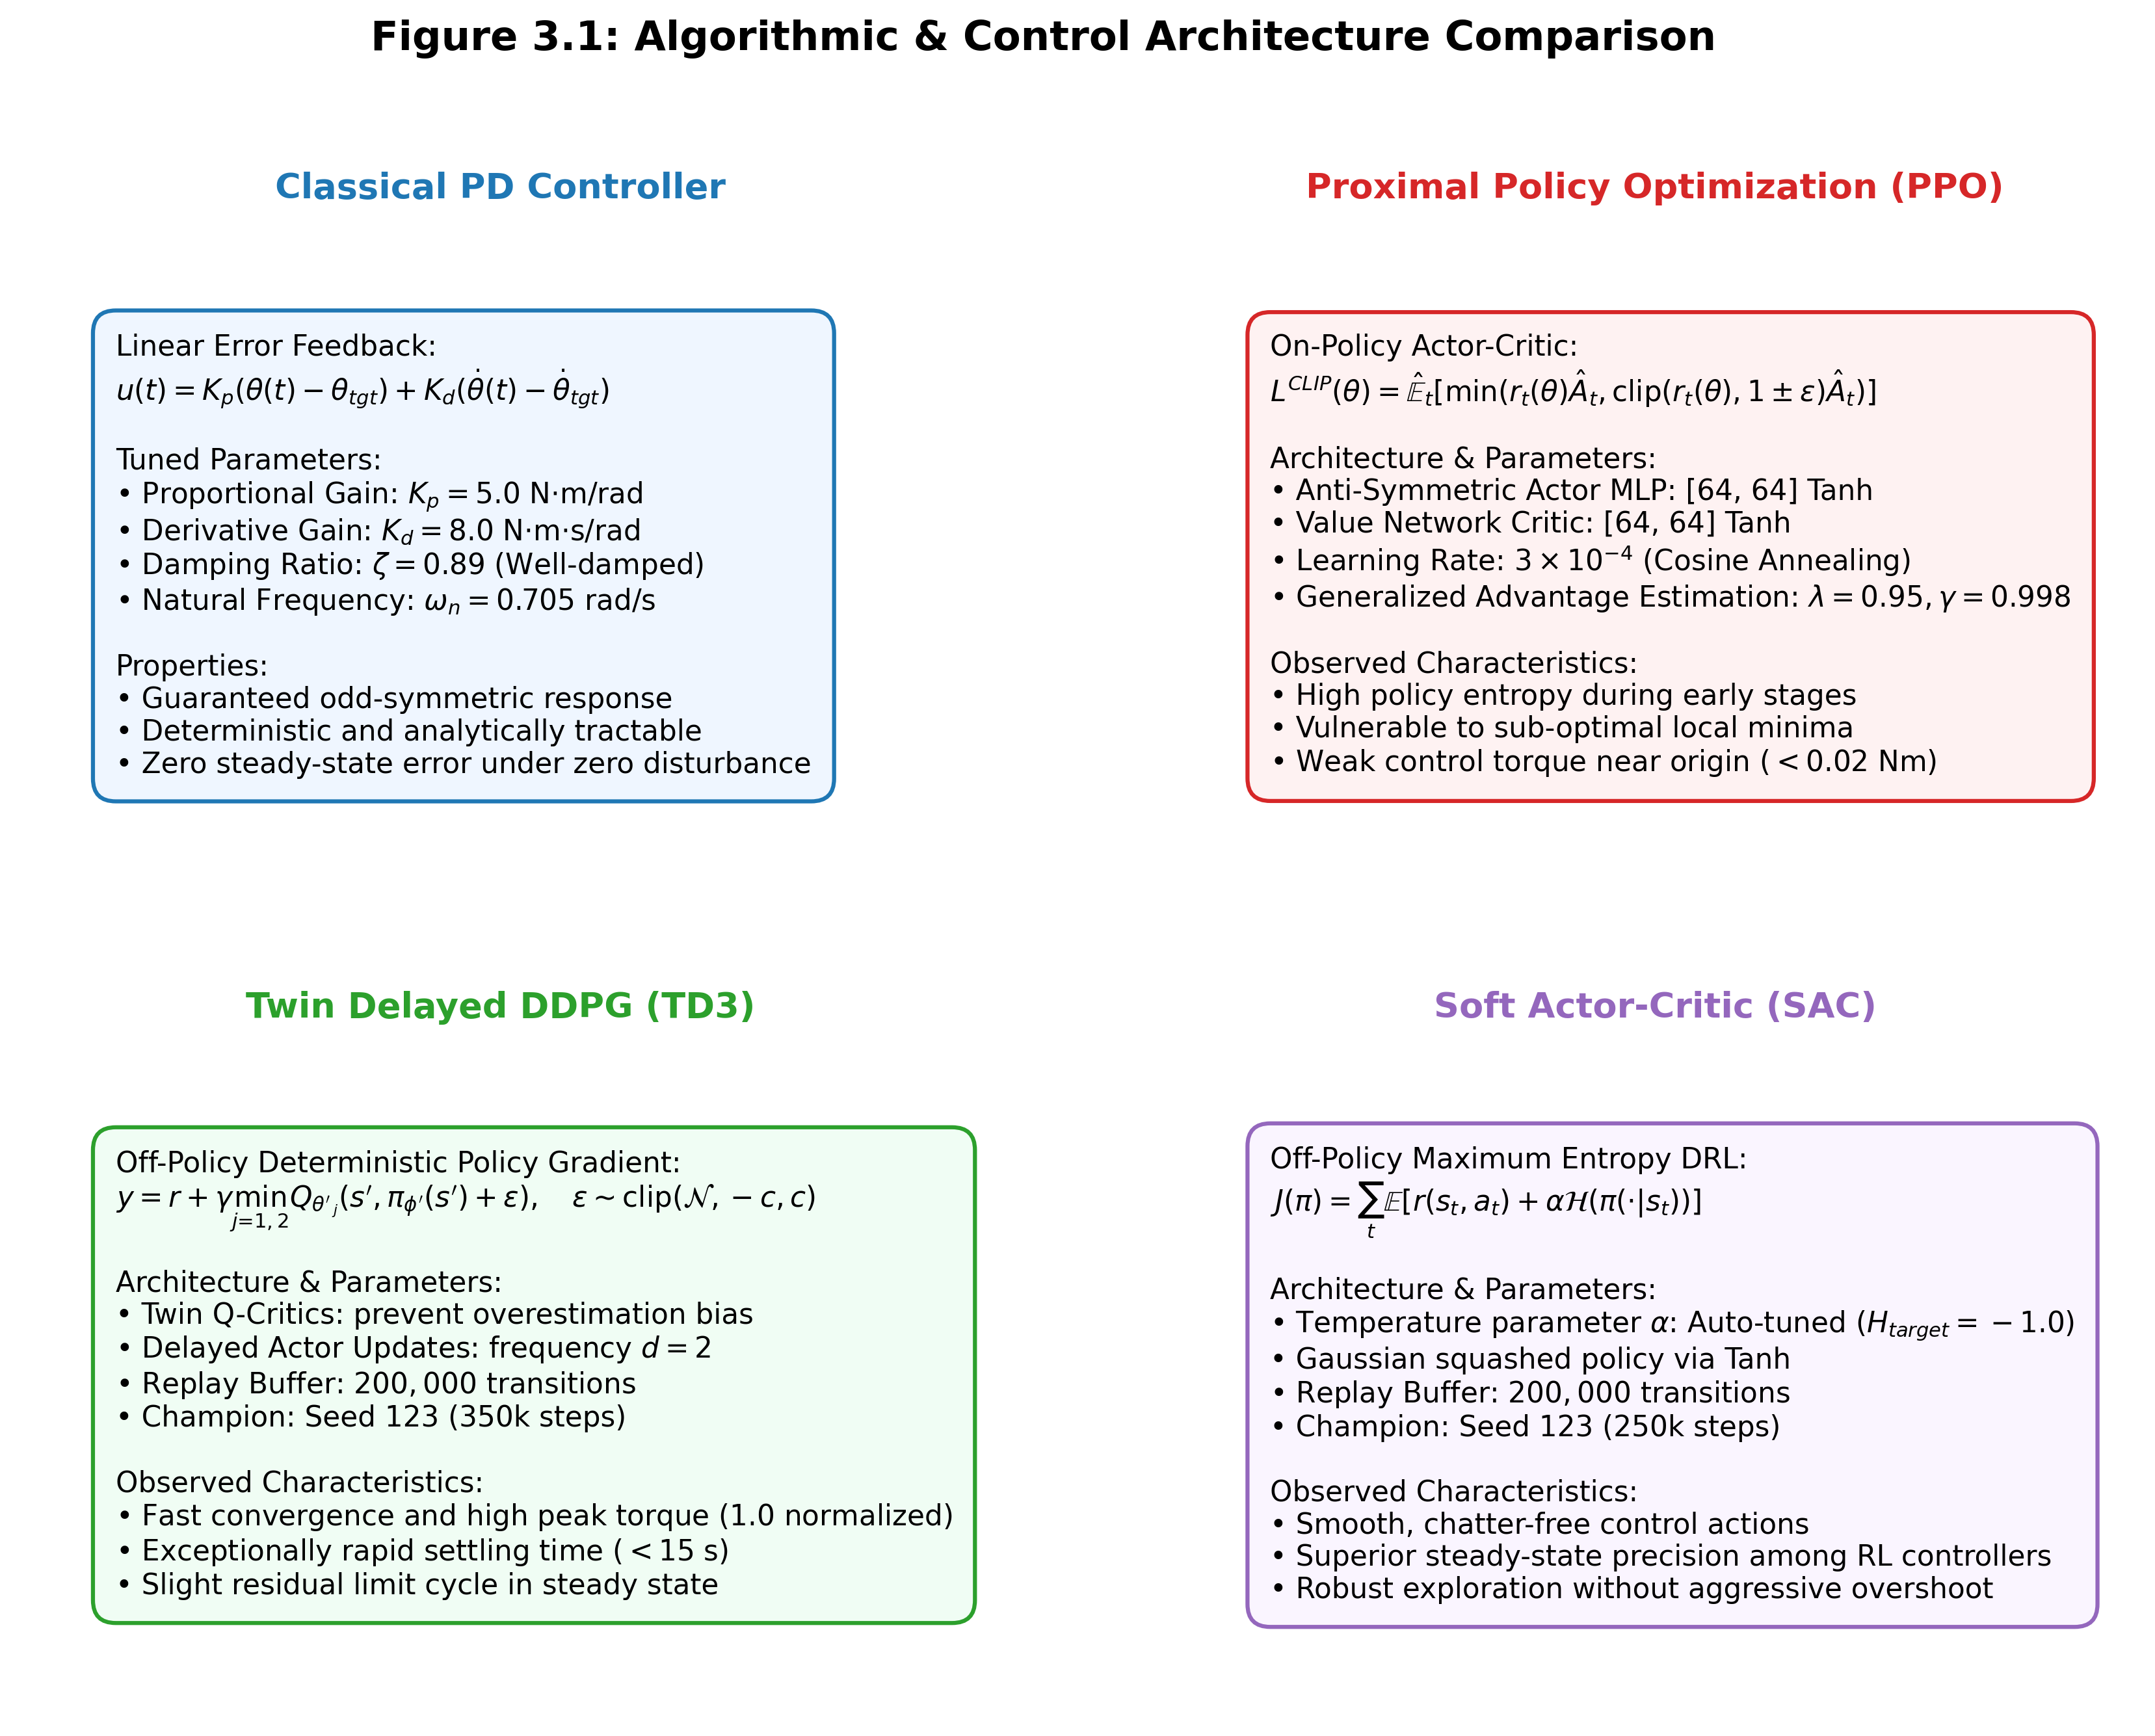 Figure 3.1: Algorithmic & Control Architecture Comparison
Classical PD Controller
Linear Error Feedback:
u(t) = K_p(θ(t) − θ_tgt) + K_d(θ̇(t) − θ̇_tgt)
Tuned Parameters:
• Proportional Gain: K_p = 5.0 N·m/rad
• Derivative Gain: K_d = 8.0 N·m·s/rad
• Damping Ratio: ζ = 0.89 (Well-damped)
• Natural Frequency: ω_n = 0.705 rad/s
Properties:
• Guaranteed odd-symmetric response
• Deterministic and analytically tractable
• Zero steady-state error under zero disturbance
Proximal Policy Optimization (PPO)
On-Policy Actor-Critic:
L^CLIP(θ) = 𝔼̂_t[min(r_t(θ)Â_t, clip(r_t(θ), 1 ± ε)Â_t)]
Architecture & Parameters:
• Anti-Symmetric Actor MLP: [64, 64] Tanh
• Value Network Critic: [64, 64] Tanh
• Learning Rate: 3 × 10⁻⁴ (Cosine Annealing)
• Generalized Advantage Estimation: λ = 0.95, γ = 0.998
Observed Characteristics:
• High policy entropy during early stages
• Vulnerable to sub-optimal local minima
• Weak control torque near origin ( < 0.02 Nm)
Twin Delayed DDPG (TD3)
Off-Policy Deterministic Policy Gradient:
y = r + γ min_{j=1,2} Q_{θ'_j}(s′, π_{ϕ′}(s′) + ε), ε ∼ clip(𝒩, −c, c)
Architecture & Parameters:
• Twin Q-Critics: prevent overestimation bias
• Delayed Actor Updates: frequency d = 2
• Replay Buffer: 200,000 transitions
• Champion: Seed 123 (350k steps)
Observed Characteristics:
• Fast convergence and high peak torque (1.0 normalized)
• Exceptionally rapid settling time ( < 15 s)
• Slight residual limit cycle in steady state
Soft Actor-Critic (SAC)
Off-Policy Maximum Entropy DRL:
J(π) = ∑_t 𝔼[r(s_t, a_t) + αℋ(π(·|s_t))]
Architecture & Parameters:
• Temperature parameter α: Auto-tuned (H_target = −1.0)
• Gaussian squashed policy via Tanh
• Replay Buffer: 200,000 transitions
• Champion: Seed 123 (250k steps)
Observed Characteristics:
• Smooth, chatter-free control actions
• Superior steady-state precision among RL controllers
• Robust exploration without aggressive overshoot